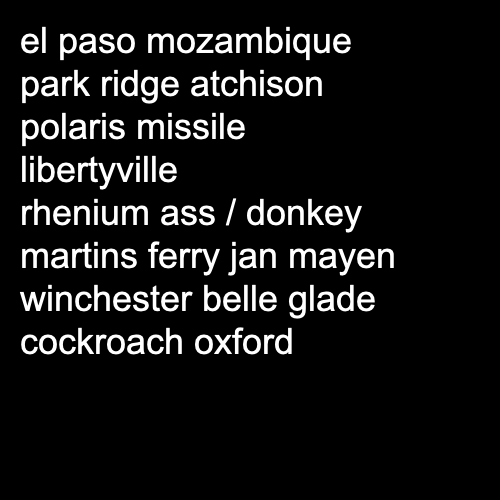 el paso mozambique
park ridge atchison
polaris missile
libertyville
rhenium ass / donkey
martins ferry jan mayen
winchester belle glade
cockroach oxford